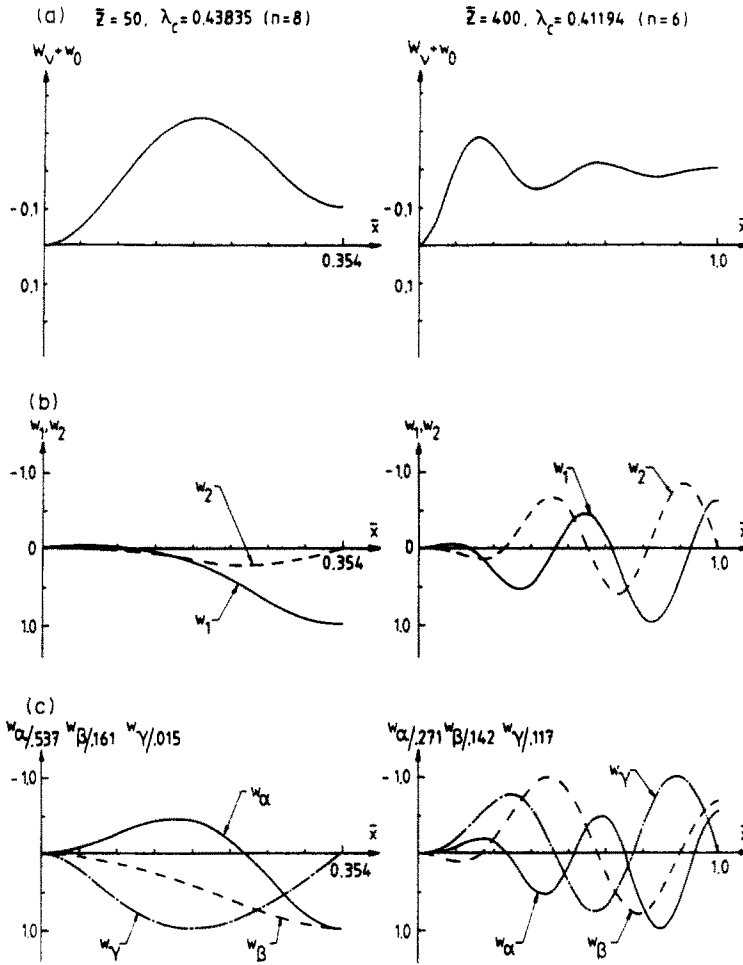 (a) Z̄ = 50, λc = 0.43835 (n=8)
Z̄ = 400, λc = 0.41194 (n=6)
Wν + W0
-0.1
x̄
0.354
0.1
-0.1
x̄
1.0
0.1
(b)
W1, W2
-1.0
W2
x̄
0
0.354
W1
1.0
W1, W2
-1.0
W1
W2
x̄
0
1.0
1.0
(c)
Wα/.537 Wβ/.161 Wγ/.015
-1.0
Wα
x̄
0.354
1.0
Wγ
Wβ
Wα/.271 Wβ/.142 Wγ/.117
-1.0
Wγ
x̄
1.0
1.0
Wα
Wβ